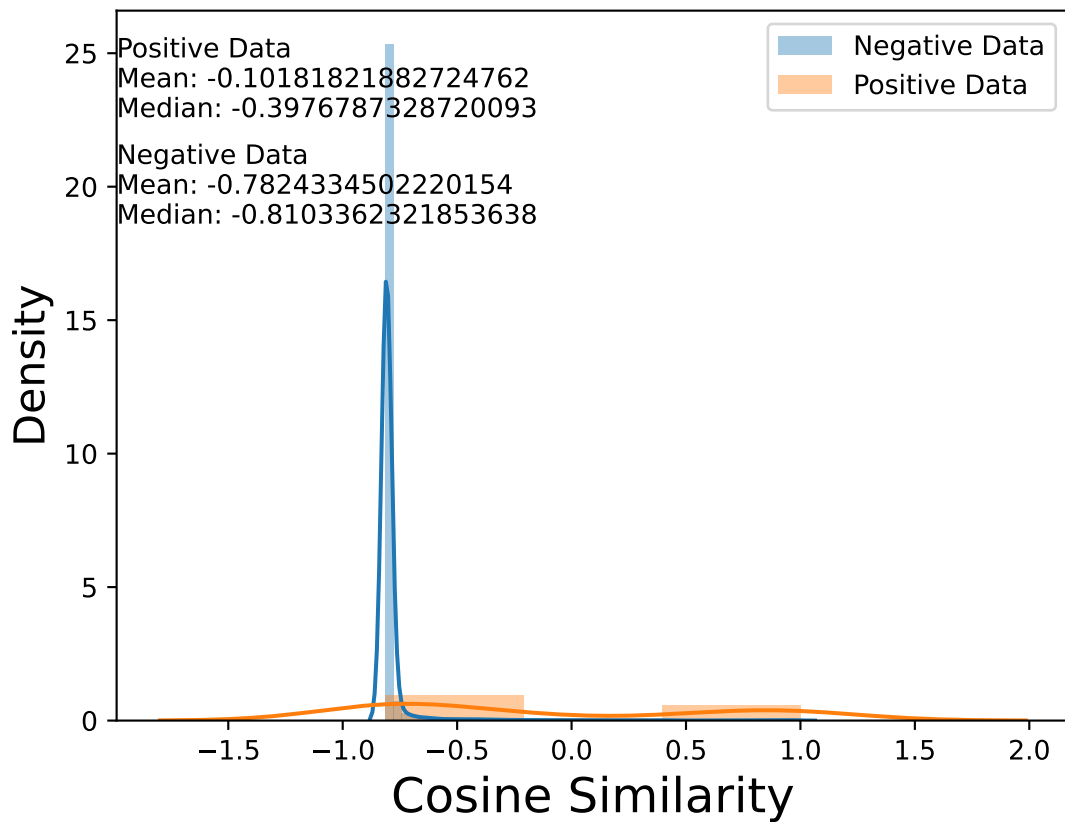 Positive Data
Mean: -0.10181821882724762
Median: -0.3976787328720093
Negative Data
Mean: -0.7824334502220154
Median: -0.8103362321853638
Negative Data
Positive Data
25
20
15
10
5
0
Density
−1.5 −1.0 −0.5 0.0 0.5 1.0 1.5 2.0
Cosine Similarity